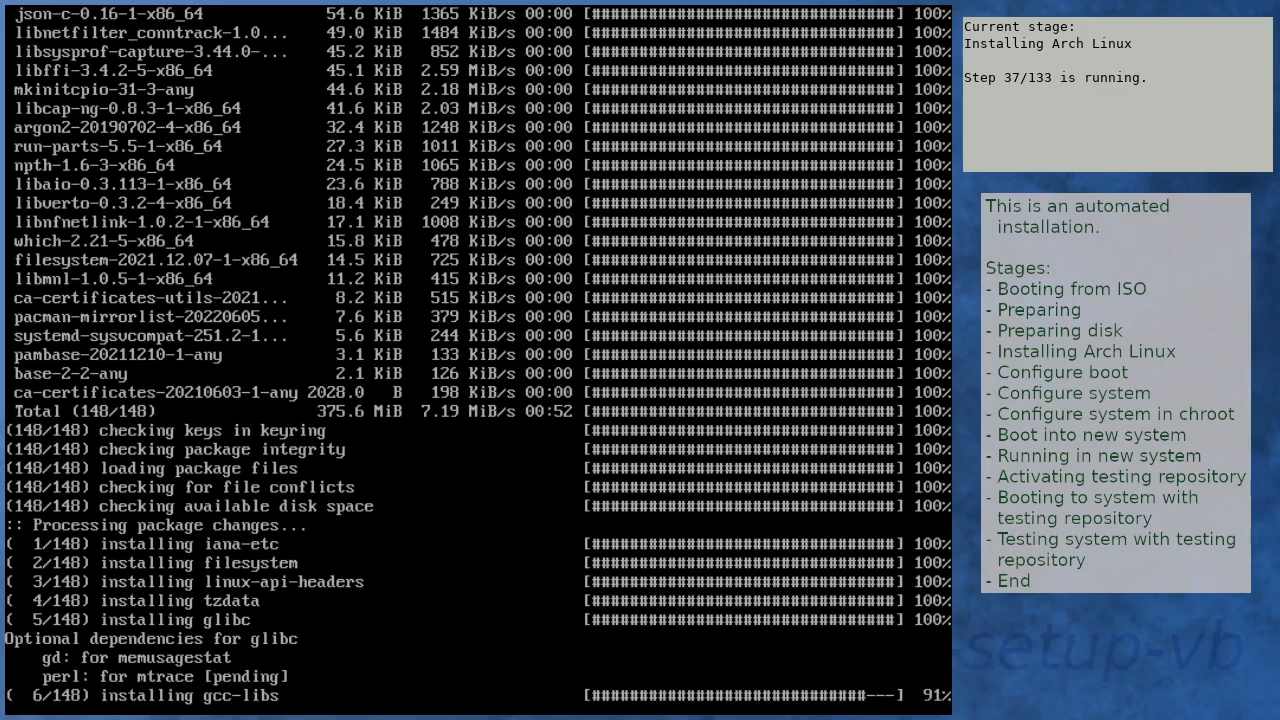 json-c-0.16-1-x86_64 54.6 KiB 1365 KiB/s 00:00 [################################] 100%
libnetfilter_conntrack-1.0... 49.0 KiB 1484 KiB/s 00:00 [################################] 100%
libsysprof-capture-3.44.0-... 45.2 KiB 852 KiB/s 00:00 [################################] 100%
libffi-3.4.2-5-x86_64 45.1 KiB 2.59 MiB/s 00:00 [################################] 100%
mkinitcpio-31-3-any 44.6 KiB 2.18 MiB/s 00:00 [################################] 100%
libcap-ng-0.8.3-1-x86_64 41.6 KiB 2.03 MiB/s 00:00 [################################] 100%
argon2-20190702-4-x86_64 32.4 KiB 1248 KiB/s 00:00 [################################] 100%
run-parts-5.5-1-x86_64 27.3 KiB 1011 KiB/s 00:00 [################################] 100%
npth-1.6-3-x86_64 24.5 KiB 1065 KiB/s 00:00 [################################] 100%
libaio-0.3.113-1-x86_64 23.6 KiB 788 KiB/s 00:00 [################################] 100%
libverto-0.3.2-4-x86_64 18.4 KiB 249 KiB/s 00:00 [################################] 100%
libnfnetlink-1.0.2-1-x86_64 17.1 KiB 1008 KiB/s 00:00 [################################] 100%
which-2.21-5-x86_64 15.8 KiB 478 KiB/s 00:00 [################################] 100%
filesystem-2021.12.07-1-x86_64 14.5 KiB 725 KiB/s 00:00 [################################] 100%
libmnl-1.0.5-1-x86_64 11.2 KiB 415 KiB/s 00:00 [################################] 100%
ca-certificates-utils-2021... 8.2 KiB 515 KiB/s 00:00 [################################] 100%
pacman-mirrorlist-20220605... 7.6 KiB 379 KiB/s 00:00 [################################] 100%
systemd-sysvcompat-251.2-1... 5.6 KiB 244 KiB/s 00:00 [################################] 100%
pambase-20211210-1-any 3.1 KiB 133 KiB/s 00:00 [################################] 100%
base-2-2-any 2.1 KiB 126 KiB/s 00:00 [################################] 100%
ca-certificates-20210603-1-any 2028.0 B 198 KiB/s 00:00 [################################] 100%
Total (148/148) 375.6 MiB 7.19 MiB/s 00:52 [################################] 100%
(148/148) checking keys in keyring [################################] 100%
(148/148) checking package integrity [################################] 100%
(148/148) loading package files [################################] 100%
(148/148) checking for file conflicts [################################] 100%
(148/148) checking available disk space [################################] 100%
:: Processing package changes...
( 1/148) installing iana-etc [################################] 100%
( 2/148) installing filesystem [################################] 100%
( 3/148) installing linux-api-headers [################################] 100%
( 4/148) installing tzdata [################################] 100%
( 5/148) installing glibc [################################] 100%
Optional dependencies for glibc
gd: for memusagestat
perl: for mtrace [pending]
( 6/148) installing gcc-libs [#############################---] 91%
Current stage:
Installing Arch Linux
Step 37/133 is running.
This is an automated
installation.
Stages:
- Booting from ISO
- Preparing
- Preparing disk
- Installing Arch Linux
- Configure boot
- Configure system
- Configure system in chroot
- Boot into new system
- Running in new system
- Activating testing repository
- Booting to system with
testing repository
- Testing system with testing
repository
- End
setup-vb